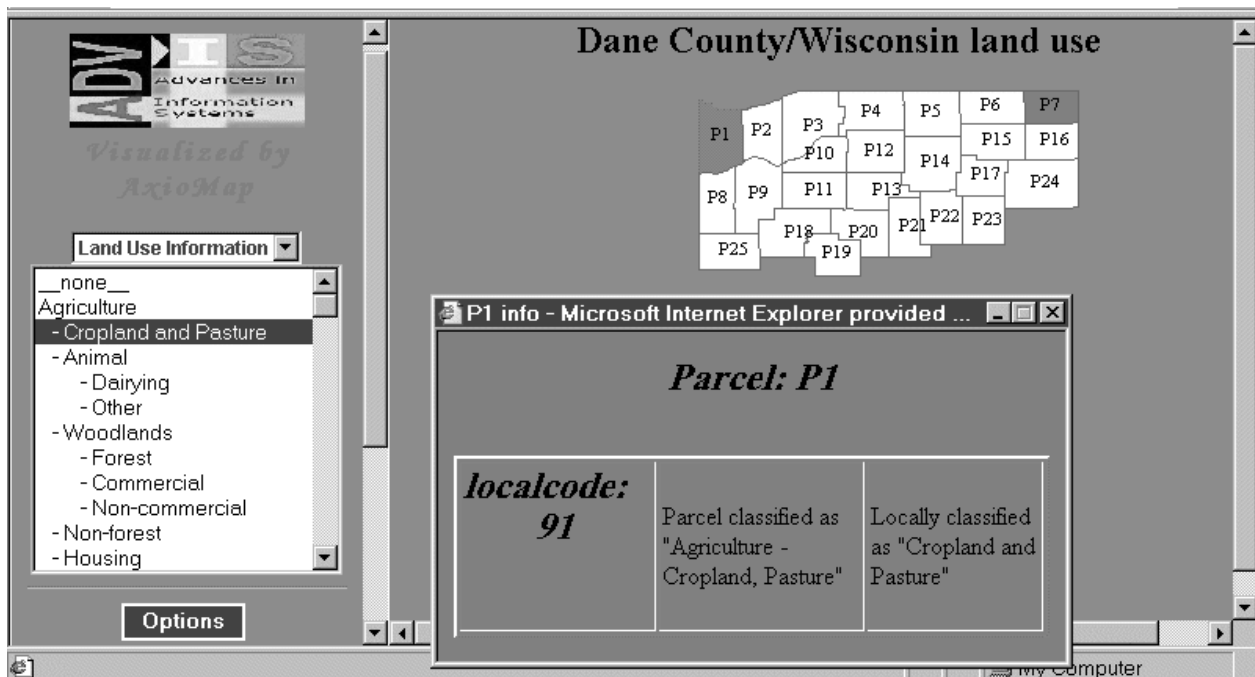 ADV
IS
Advances in
Information
Systems
Visualized by
AxioMap
Land Use Information
__none__
Agriculture
- Cropland and Pasture
- Animal
- Dairying
- Other
- Woodlands
- Forest
- Commercial
- Non-commercial
- Non-forest
- Housing
Options
Dane County/Wisconsin land use
P1
P2
P3
P4
P5
P6
P7
P10
P12
P14
P15
P16
P8
P9
P11
P13
P17
P24
P18
P20
P21
P22
P23
P25
P19
P1 info - Microsoft Internet Explorer provided ...
Parcel: P1
localcode:
91
Parcel classified as
"Agriculture -
Cropland, Pasture"
Locally classified
as "Cropland and
Pasture"
My Computer